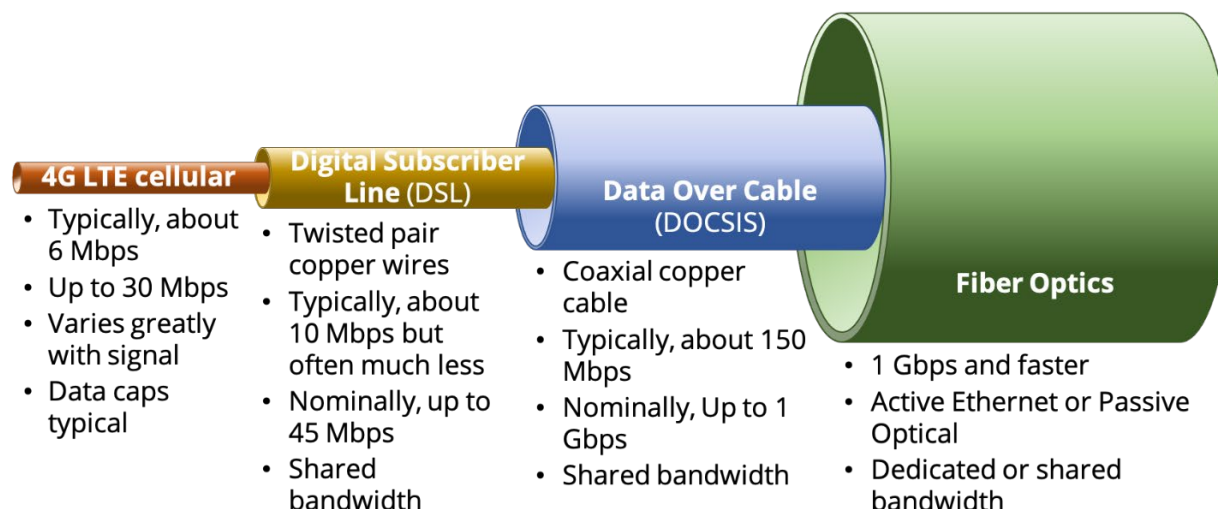 4G LTE cellular
• Typically, about
6 Mbps
• Up to 30 Mbps
• Varies greatly
with signal
• Data caps
typical
Digital Subscriber
Line (DSL)
• Twisted pair
copper wires
• Typically, about
10 Mbps but
often much less
• Nominally, up to
45 Mbps
• Shared
bandwidth
Data Over Cable
(DOCSIS)
• Coaxial copper
cable
• Typically, about 150
Mbps
• Nominally, Up to 1
Gbps
• Shared bandwidth
Fiber Optics
• 1 Gbps and faster
• Active Ethernet or Passive
Optical
• Dedicated or shared
bandwidth